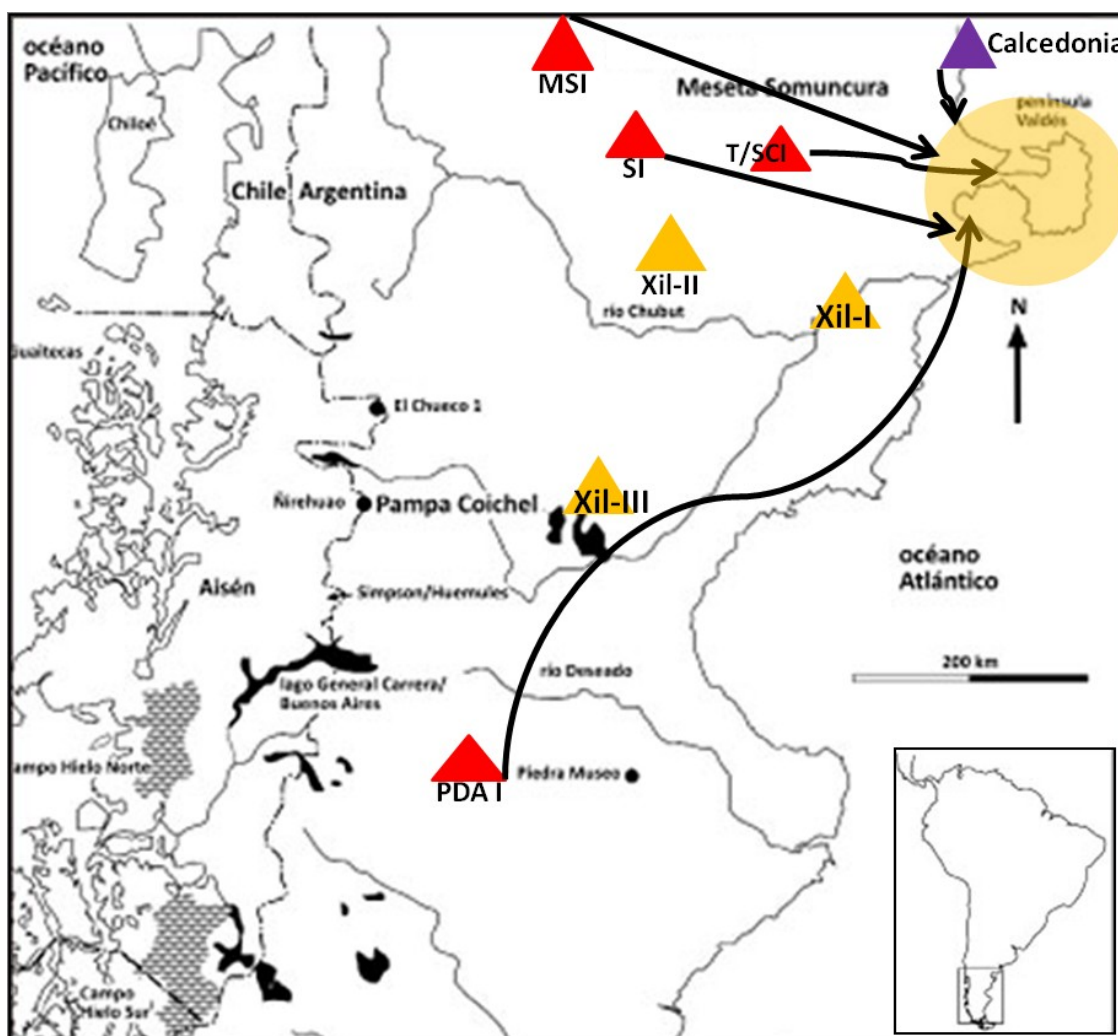 océano
Pacífico
Chiloé
MSI
Meseta Somuncura
Calcedonia
península
Valdés
SI
T/SCI
Chile Argentina
Xil-II
Xil-I
río Chubut
N
Guaitecas
El Chueco 1
Ñirehuao
Pampa Coichel
Xil-III
océano
Atlántico
Aisén
Simpson/Huemules
200 km
río Deseado
lago General Carrera/
Buenos Aires
Campo Hielo Norte
PDA I
Piedra Museo
Campo
Hielo Sur